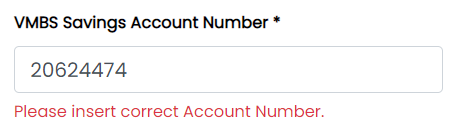 VMBS Savings Account Number *
20624474
Please insert correct Account Number.